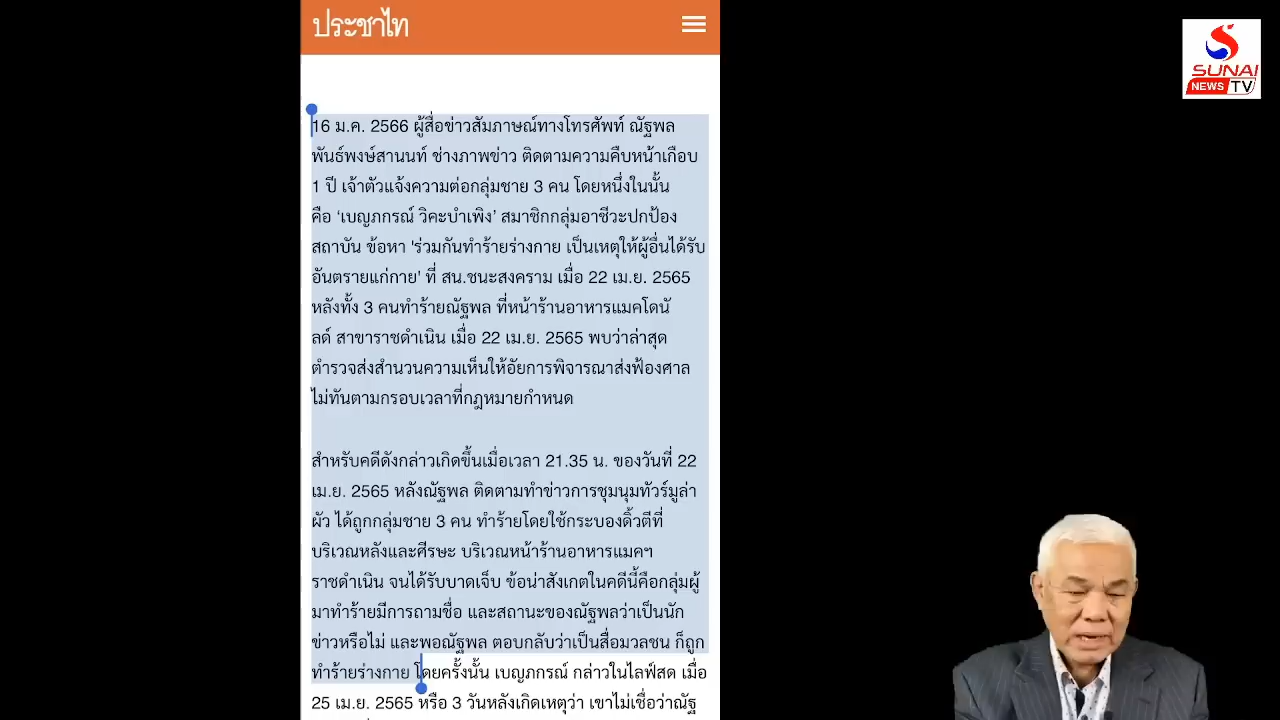 ประชาไท
SUNAI
NEWS TV
16 ม.ค. 2566 ผู้สื่อข่าวสัมภาษณ์ทางโทรศัพท์ ณัฐพล
พันธ์พงษ์สานนท์ ช่างภาพข่าว ติดตามความคืบหน้าเกือบ
1 ปี เจ้าตัวแจ้งความต่อกลุ่มชาย 3 คน โดยหนึ่งในนั้น
คือ ‘เบญภกรณ์ วิคะบำเพิง’ สมาชิกกลุ่มอาชีวะปกป้อง
สถาบัน ข้อหา 'ร่วมกันทำร้ายร่างกาย เป็นเหตุให้ผู้อื่นได้รับ
อันตรายแก่กาย' ที่ สน.ชนะสงคราม เมื่อ 22 เม.ย. 2565
หลังทั้ง 3 คนทำร้ายณัฐพล ที่หน้าร้านอาหารแมคโดนั
ลด์ สาขาราชดำเนิน เมื่อ 22 เม.ย. 2565 พบว่าล่าสุด
ตำรวจส่งสำนวนความเห็นให้อัยการพิจารณาส่งฟ้องศาล
ไม่ทันตามกรอบเวลาที่กฎหมายกำหนด
สำหรับคดีดังกล่าวเกิดขึ้นเมื่อเวลา 21.35 น. ของวันที่ 22
เม.ย. 2565 หลังณัฐพล ติดตามทำข่าวการชุมนุมทัวร์มูล่า
ผัว ได้ถูกกลุ่มชาย 3 คน ทำร้ายโดยใช้กระบองดิ้วตีที่
บริเวณหลังและศีรษะ บริเวณหน้าร้านอาหารแมคฯ
ราชดำเนิน จนได้รับบาดเจ็บ ข้อน่าสังเกตในคดีนี้คือกลุ่มผู้
มาทำร้ายมีการถามชื่อ และสถานะของณัฐพลว่าเป็นนัก
ข่าวหรือไม่ และพอณัฐพล ตอบกลับว่าเป็นสื่อมวลชน ก็ถูก
ทำร้ายร่างกาย โดยครั้งนั้น เบญภกรณ์ กล่าวในไลฟ์สด เมื่อ
25 เม.ย. 2565 หรือ 3 วันหลังเกิดเหตุว่า เขาไม่เชื่อว่าณัฐ